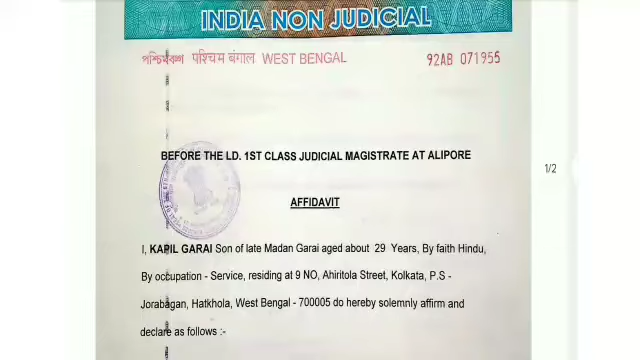 INDIA NON JUDICIAL
পশ্চিমবঙ্গ पश्चिम बंगाल WEST BENGAL 92AB 071955
BEFORE THE LD. 1ST CLASS JUDICIAL MAGISTRATE AT ALIPORE
AFFIDAVIT
1/2
I, KAPIL GARAI Son of late Madan Garai aged about 29 Years, By faith Hindu,
By occupation - Service, residing at 9 NO, Ahiritola Street, Kolkata, P.S -
Jorabagan, Hatkhola, West Bengal - 700005 do hereby solemnly affirm and
declare as follows :-